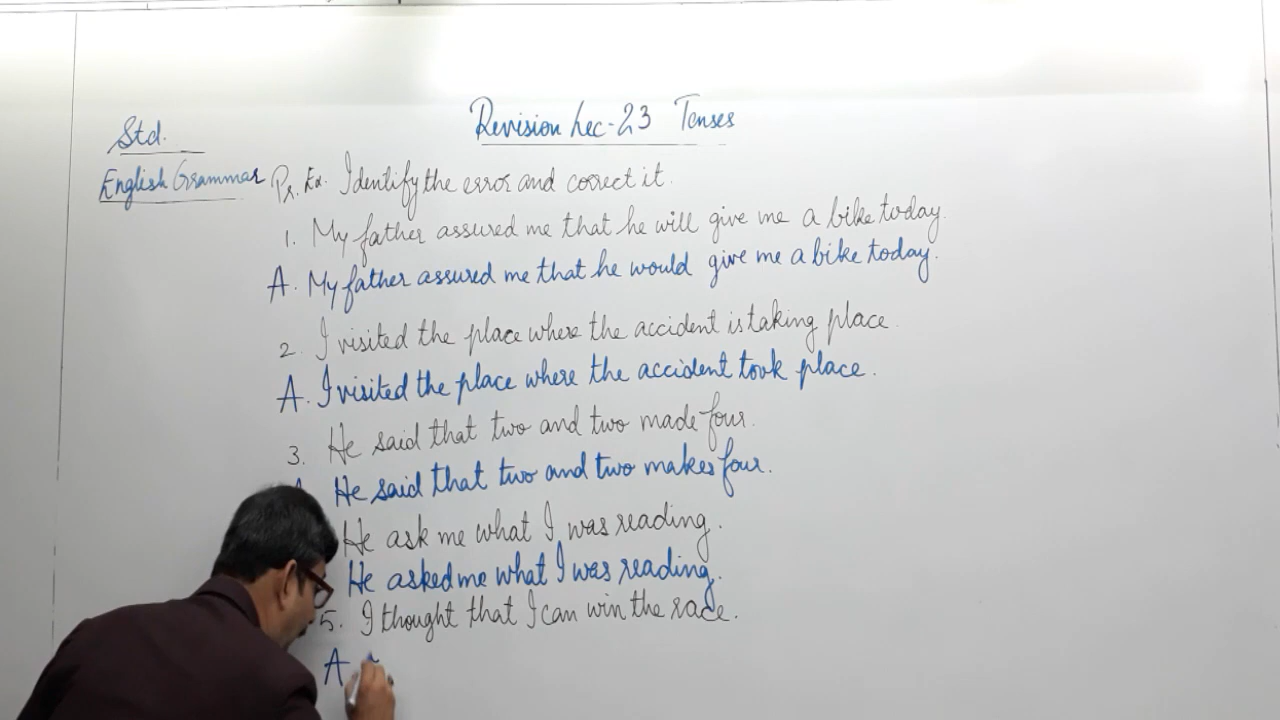 Revision Lec-23 Tenses
Std.
English Grammar
Pr. Ex. Identify the error and correct it.
1. My father assured me that he will give me a bike today.
A. My father assured me that he would give me a bike today.
2. I visited the place where the accident is taking place.
A. I visited the place where the accident took place.
3. He said that two and two made four.
He said that two and two makes four.
He ask me what I was reading.
He asked me what I was reading.
5. I thought that I can win the race.
A